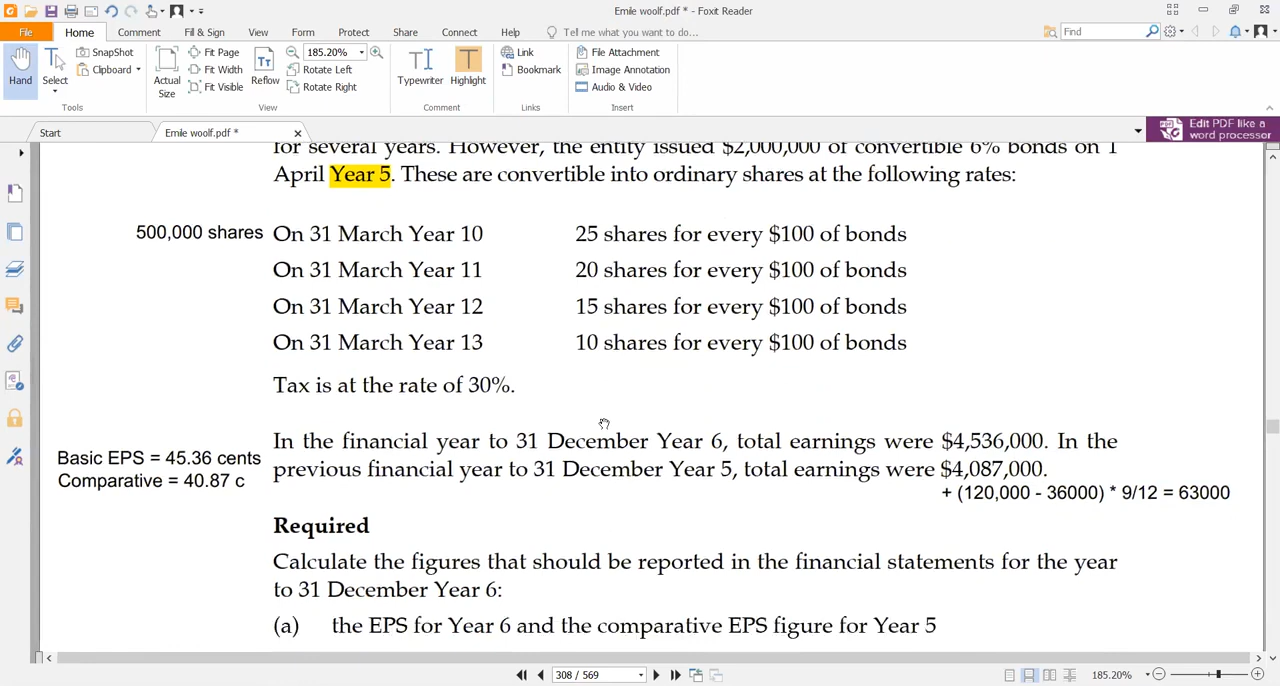 Emile woolf.pdf * - Foxit Reader
File Home Comment Fill & Sign View Form Protect Share Connect Help Tell me what you want to do... Find
Hand Select SnapShot Clipboard Actual Size Fit Page Fit Width Fit Visible Reflow 185.20% Rotate Left Rotate Right Typewriter Highlight Link Bookmark File Attachment Image Annotation Audio & Video
Tools View Comment Links Insert
Start Emile woolf.pdf * Edit PDF like a word processor
for several years. However, the entity issued $2,000,000 of convertible 6% bonds on 1
April Year 5. These are convertible into ordinary shares at the following rates:
500,000 shares On 31 March Year 10 25 shares for every $100 of bonds
On 31 March Year 11 20 shares for every $100 of bonds
On 31 March Year 12 15 shares for every $100 of bonds
On 31 March Year 13 10 shares for every $100 of bonds
Tax is at the rate of 30%.
In the financial year to 31 December Year 6, total earnings were $4,536,000. In the
Basic EPS = 45.36 cents
previous financial year to 31 December Year 5, total earnings were $4,087,000.
Comparative = 40.87 c
+ (120,000 - 36000) * 9/12 = 63000
Required
Calculate the figures that should be reported in the financial statements for the year
to 31 December Year 6:
(a) the EPS for Year 6 and the comparative EPS figure for Year 5
308 / 569 185.20%